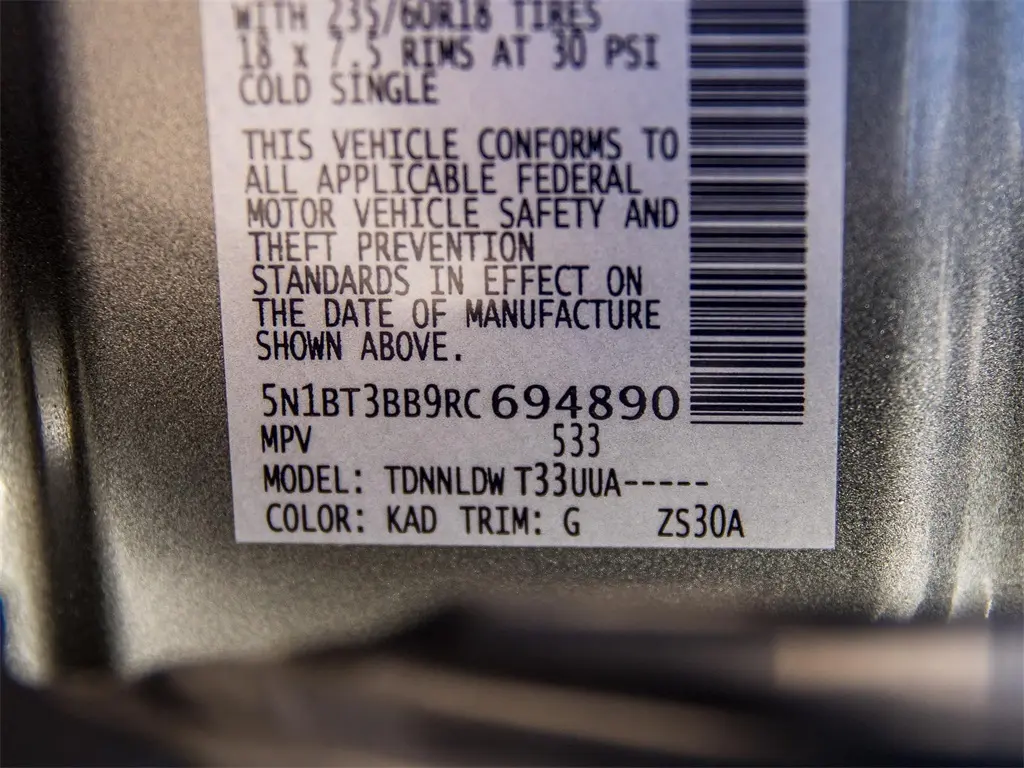 WITH 235/60R18 TIRES
18 x 7.5 RIMS AT 30 PSI
COLD SINGLE
THIS VEHICLE CONFORMS TO
ALL APPLICABLE FEDERAL
MOTOR VEHICLE SAFETY AND
THEFT PREVENTION
STANDARDS IN EFFECT ON
THE DATE OF MANUFACTURE
SHOWN ABOVE.
5N1BT3BB9RC694890
MPV 533
MODEL: TDNNLDW T33UUA-----
COLOR: KAD TRIM: G ZS30A